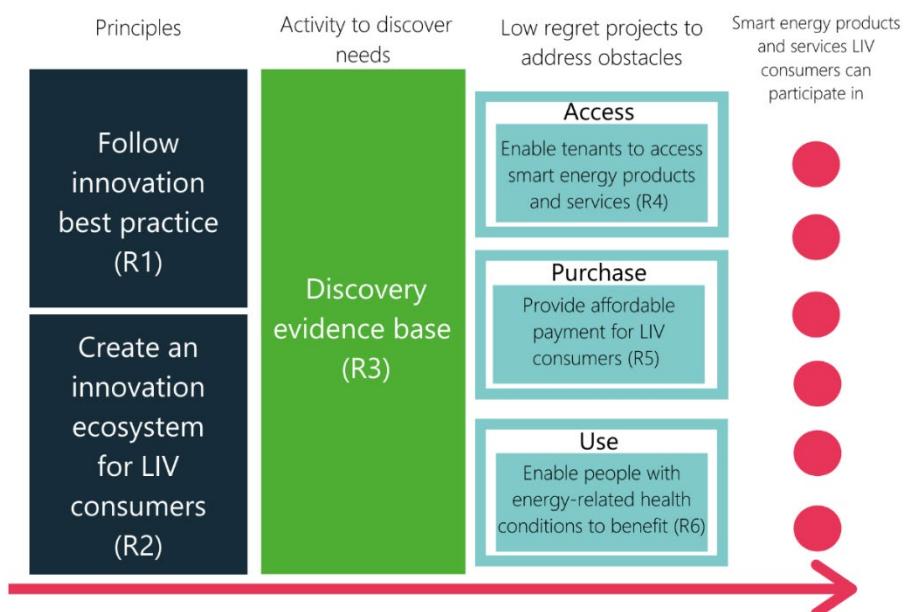 Principles
Activity to discover
needs
Low regret projects to
address obstacles
Smart energy products
and services LIV
consumers can
participate in
Follow
innovation
best practice
(R1)
Create an
innovation
ecosystem
for LIV
consumers
(R2)
Discovery
evidence base
(R3)
Access
Enable tenants to access
smart energy products
and services (R4)
Purchase
Provide affordable
payment for LIV
consumers (R5)
Use
Enable people with
energy-related health
conditions to benefit (R6)